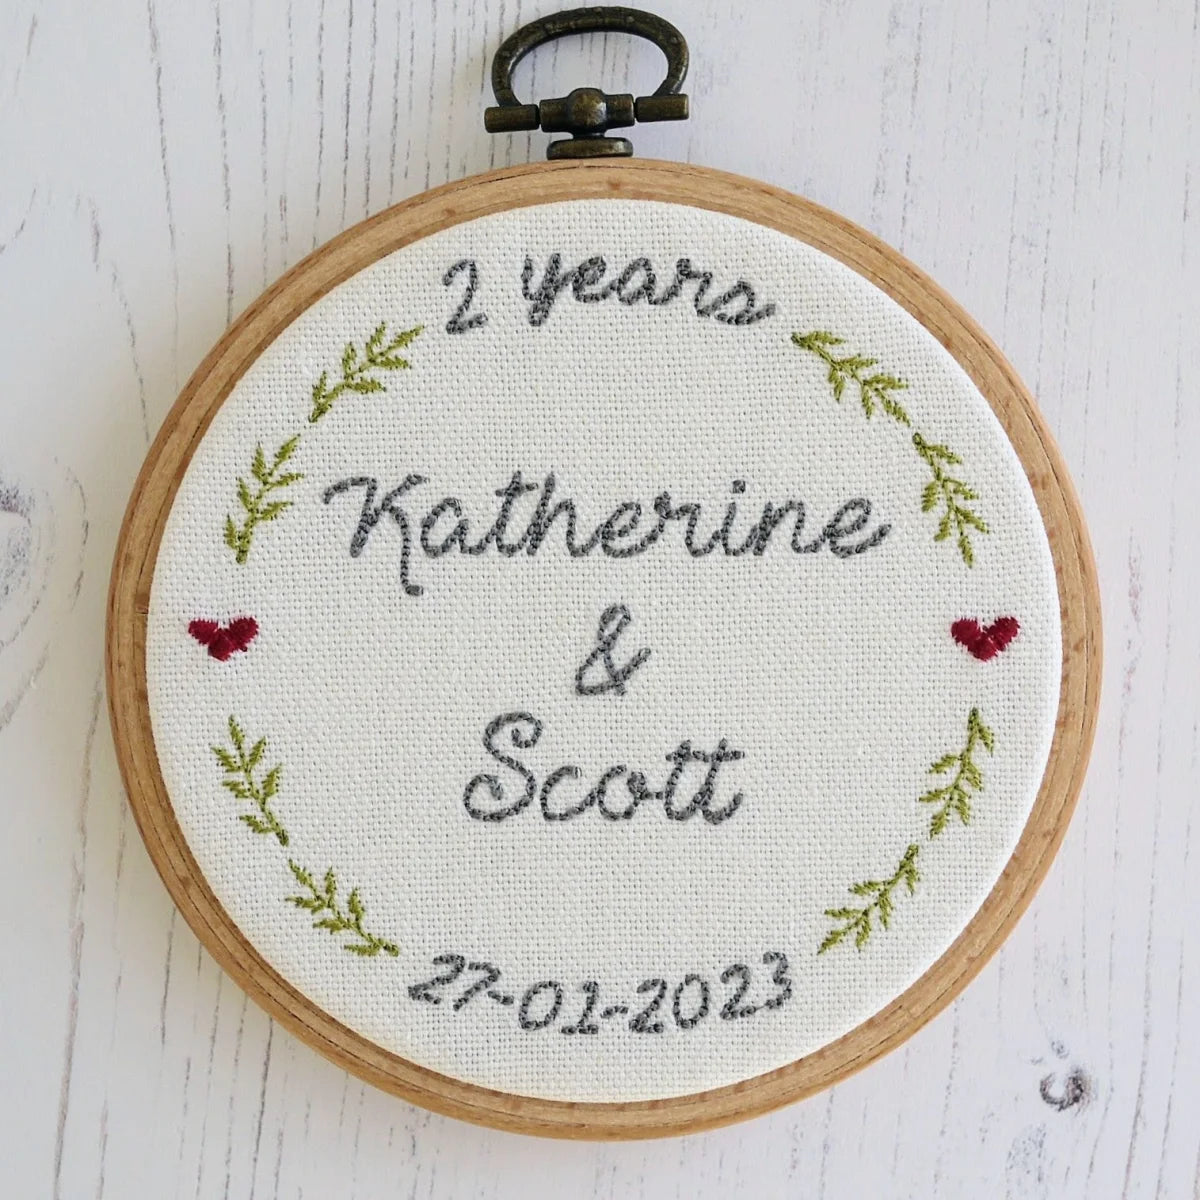 2 years
Katherine
&
Scott
27-01-2023